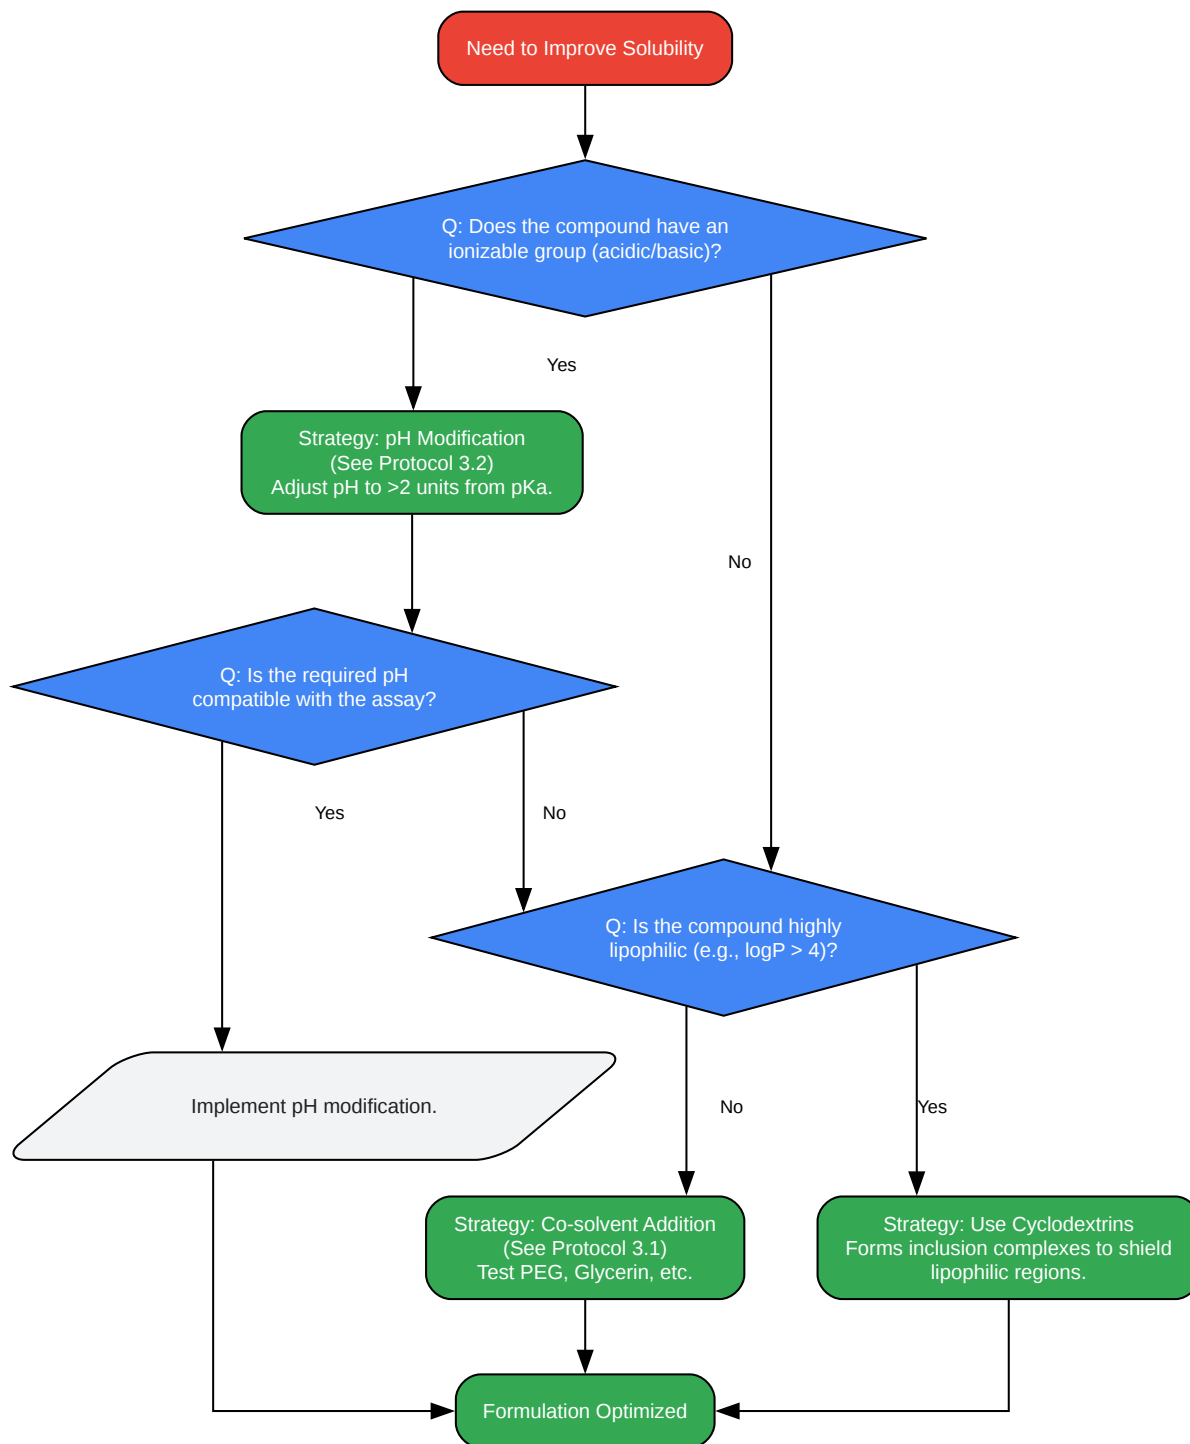 Need to Improve Solubility
Q: Does the compound have an
ionizable group (acidic/basic)?
Yes
Strategy: pH Modification
(See Protocol 3.2)
Adjust pH to >2 units from pKa.
No
Q: Is the required pH
compatible with the assay?
Yes
No
Q: Is the compound highly
lipophilic (e.g., logP > 4)?
Implement pH modification.
No
Yes
Strategy: Co-solvent Addition
(See Protocol 3.1)
Test PEG, Glycerin, etc.
Strategy: Use Cyclodextrins
Forms inclusion complexes to shield
lipophilic regions.
Formulation Optimized